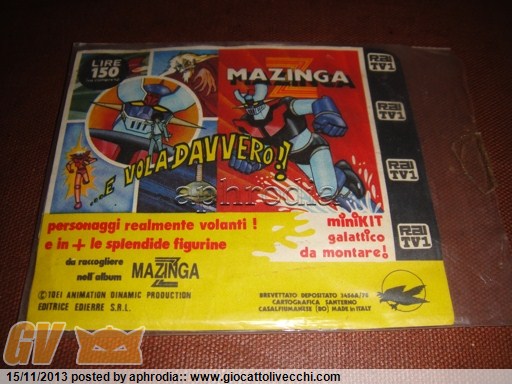 LIRE
150
MAZINGA
Z
RAI
TV1
RAI
TV1
RAI
TV1
RAI
TV1
....E VOLA DAVVERO!!
aphrodia
personaggi realmente volanti !
e in + le splendide figurine
da raccogliere
nell'album
MAZINGA
Z
miniKIT
galattico
da montare!
© TOEI ANIMATION DINAMIC PRODUCTION
EDITRICE EDIERRE S.R.L.
BREVETTATO DEPOSITATO 3486A/78
CARTOGRAFICA SANTERNO
CASALFIUMANESE (BO) MADE IN ITALY
GV
15/11/2013 posted by aphrodia:: www.giocattolivecchi.com